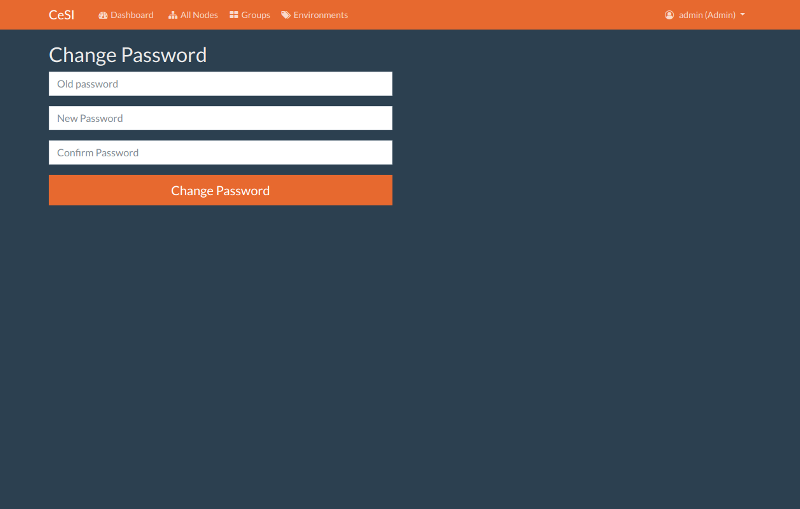 CeSI Dashboard All Nodes Groups Environments admin (Admin)
Change Password
Old password
New Password
Confirm Password
Change Password